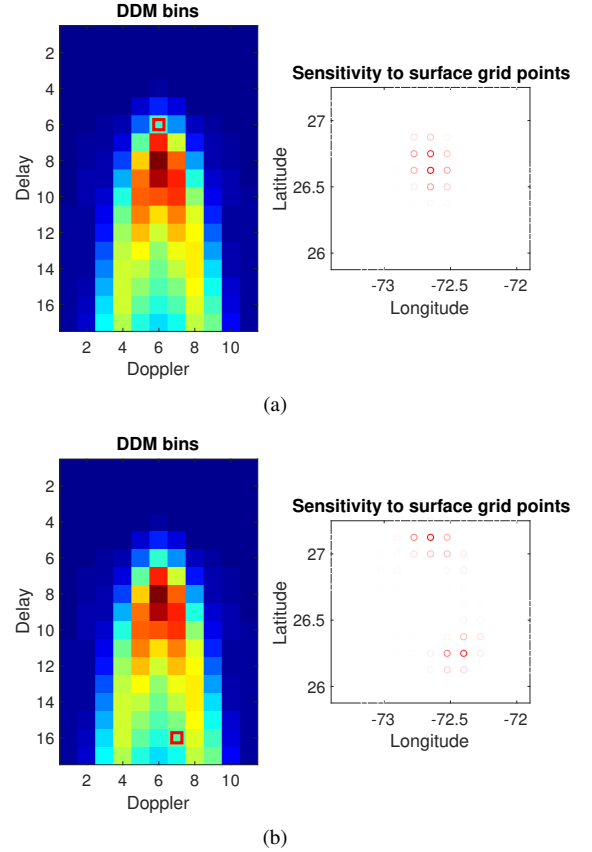 DDM bins
2
4
6
8
10
12
14
16
Delay
2 4 6 8 10
Doppler
Sensitivity to surface grid points
27
26.5
26
Latitude
-73 -72.5 -72
Longitude
(a)
DDM bins
2
4
6
8
10
12
14
16
Delay
2 4 6 8 10
Doppler
Sensitivity to surface grid points
27
26.5
26
Latitude
-73 -72.5 -72
Longitude
(b)